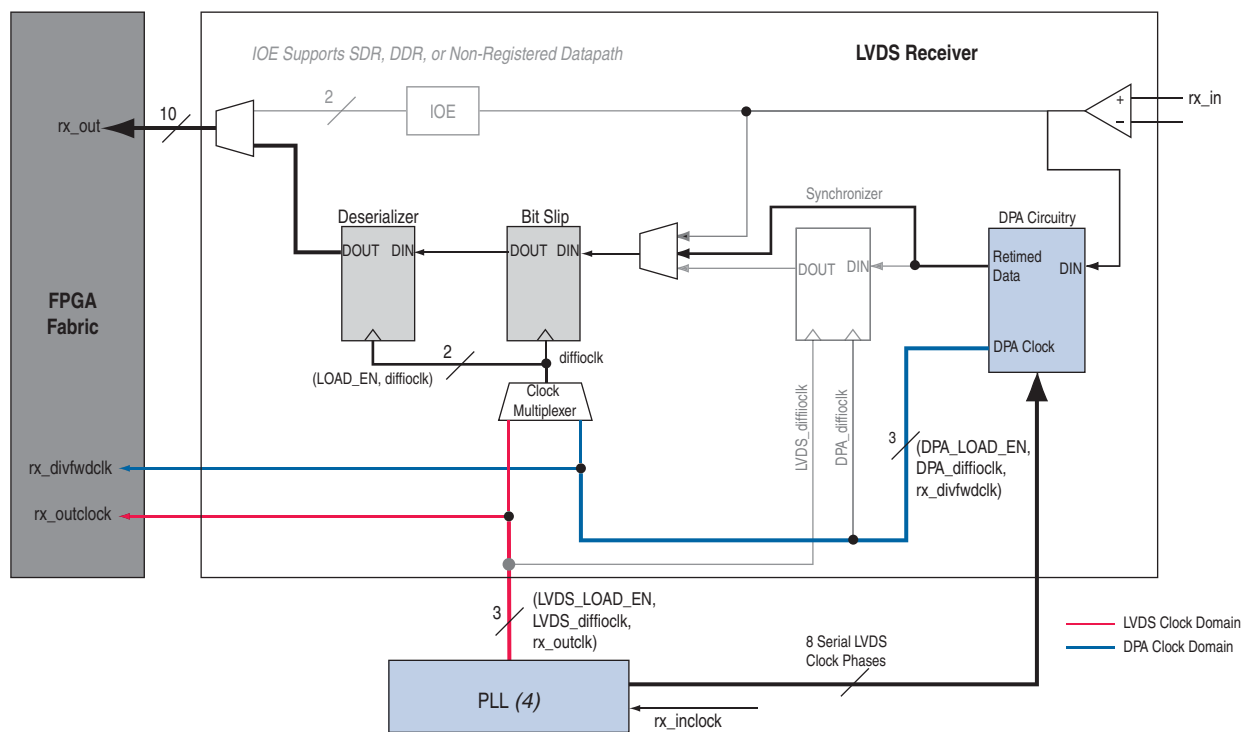 IOE Supports SDR, DDR, or Non-Registered Datapath
LVDS Receiver
rx_in
+
–
2
IOE
10
rx_out
Synchronizer
Deserializer
Bit Slip
DPA Circuitry
DOUT DIN
DOUT DIN
DOUT
DIN
Retimed
Data
DIN
DPA Clock
FPGA
Fabric
2
(LOAD_EN, diffioclk)
diffioclk
Clock
Multiplexer
LVDS_diffioclk
DPA_diffioclk
3
(DPA_LOAD_EN,
DPA_diffioclk,
rx_divfwdclk)
rx_divfwdclk
rx_outclock
3
(LVDS_LOAD_EN,
LVDS_diffioclk,
rx_outclk)
8 Serial LVDS
Clock Phases
LVDS Clock Domain
DPA Clock Domain
PLL (4)
rx_inclock